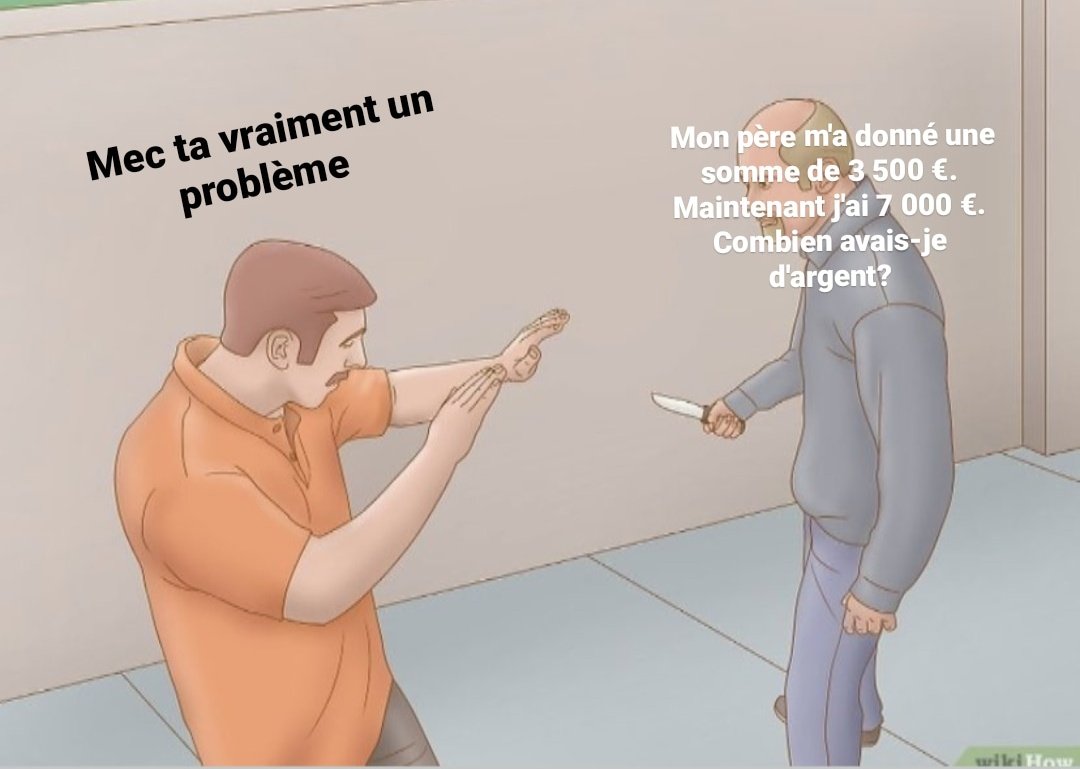 Mec ta vraiment un
problème
Mon père m'a donné une
somme de 3 500 €.
Maintenant j'ai 7 000 €.
Combien avais-je
d'argent?
wikiHow